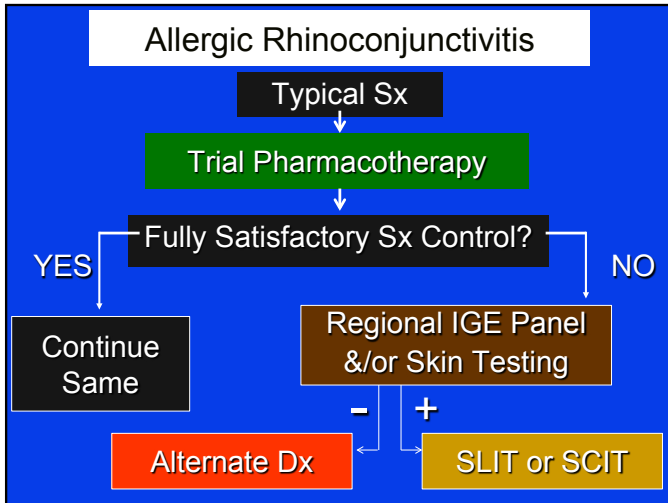 Allergic Rhinoconjunctivitis
Typical Sx
Trial Pharmacotherapy
Fully Satisfactory Sx Control?
YES
NO
Continue
Same
Regional IGE Panel
&/or Skin Testing
- +
Alternate Dx
SLIT or SCIT